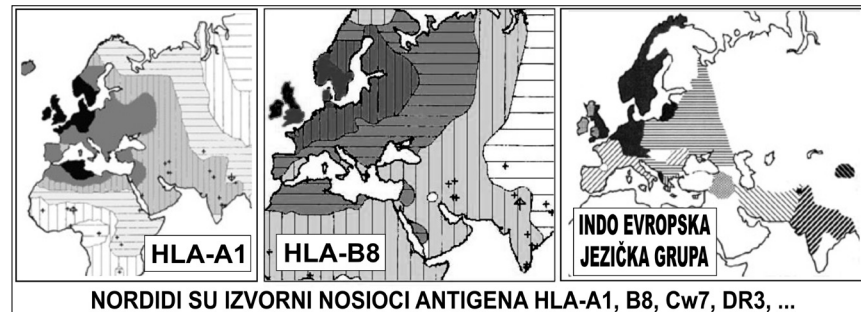 HLA-A1
HLA-B8
INDO EVROPSKA
JEZIČKA GRUPA
NORDIDI SU IZVORNI NOSIOCI ANTIGENA HLA-A1, B8, Cw7, DR3, ...